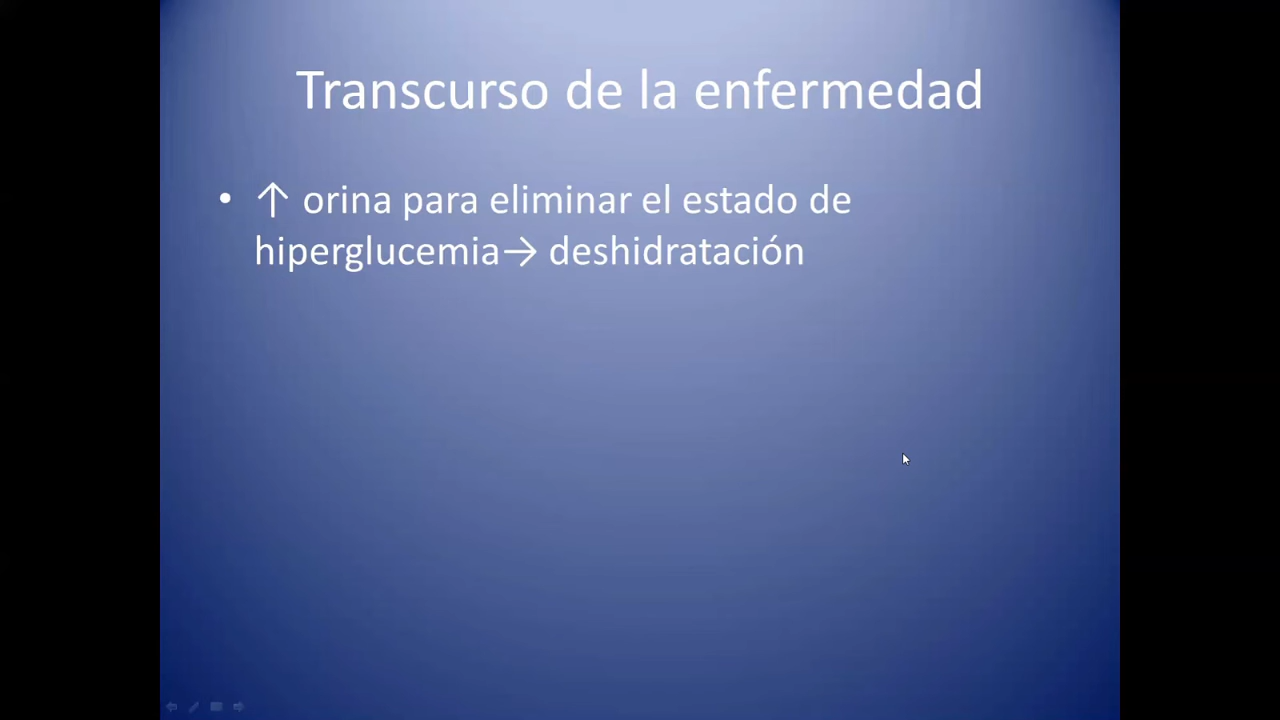 Transcurso de la enfermedad
• ↑ orina para eliminar el estado de
hiperglucemia→ deshidratación